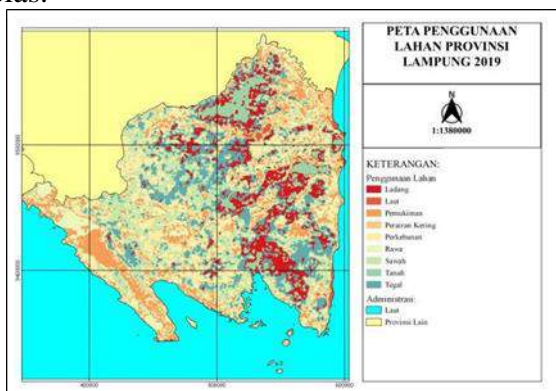 PETA PENGGUNAAN
LAHAN PROVINSI
LAMPUNG 2019
N
1:1380000
KETERANGAN:
Penggunaan Lahan
Ladang
Laut
Pemukiman
Perairan Kering
Perkebunan
Rawa
Sawah
Tanah
Tegal
Administrasi:
Laut
Provinsi Lain